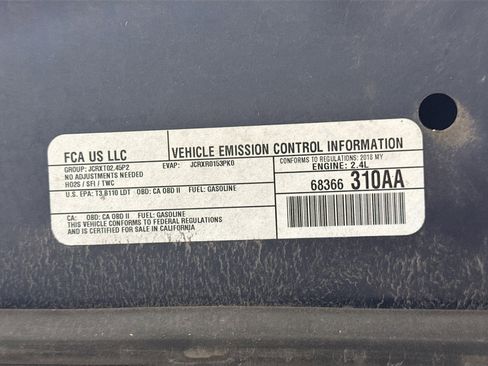 FCA US LLC
VEHICLE EMISSION CONTROL INFORMATION
GROUP: JCRXT02.45P2
EVAP: JCRXR0153PK0
CONFORMS TO REGULATIONS: 2018 MY
NO ADJUSTMENTS NEEDED
ENGINE: 2.4L
HO2S / SFI / TWC
68366 310AA
U.S. EPA: T3 B110 LDT OBD: CA OBD II FUEL: GASOLINE
CA: OBD: CA OBD II FUEL: GASOLINE
THIS VEHICLE CONFORMS TO FEDERAL REGULATIONS
AND IS CERTIFIED FOR SALE IN CALIFORNIA